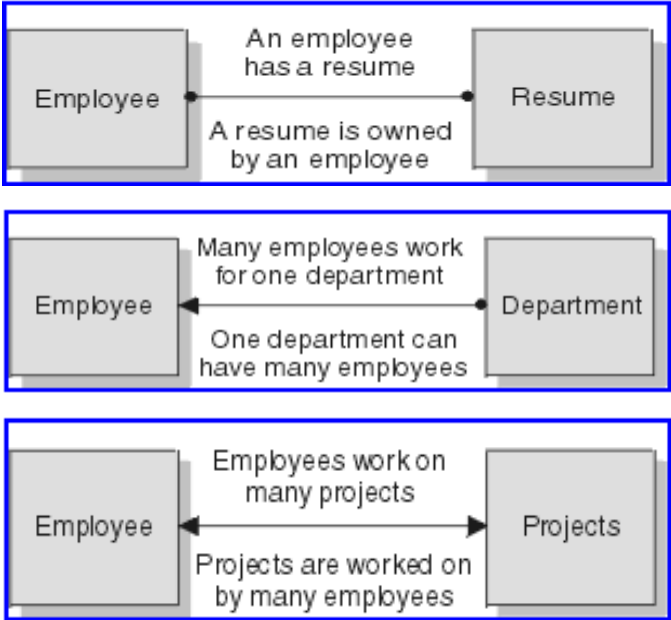 An employee
has a resume
Employee
Resume
A resume is owned
by an employee
Many employees work
for one department
Employee
Department
One department can
have many employees
Employees work on
many projects
Employee
Projects
Projects are worked on
by many employees